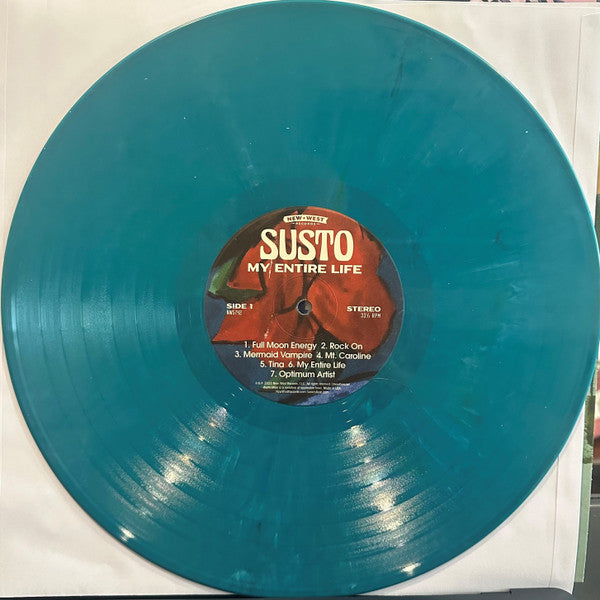 NEW WEST
RECORDS
SUSTO
MY ENTIRE LIFE
SIDE 1
STEREO
33⅓ RPM
1. Full Moon Energy 2. Rock On
3. Mermaid Vampire 4. Mt. Caroline
5. Tina 6. My Entire Life
7. Optimum Artist